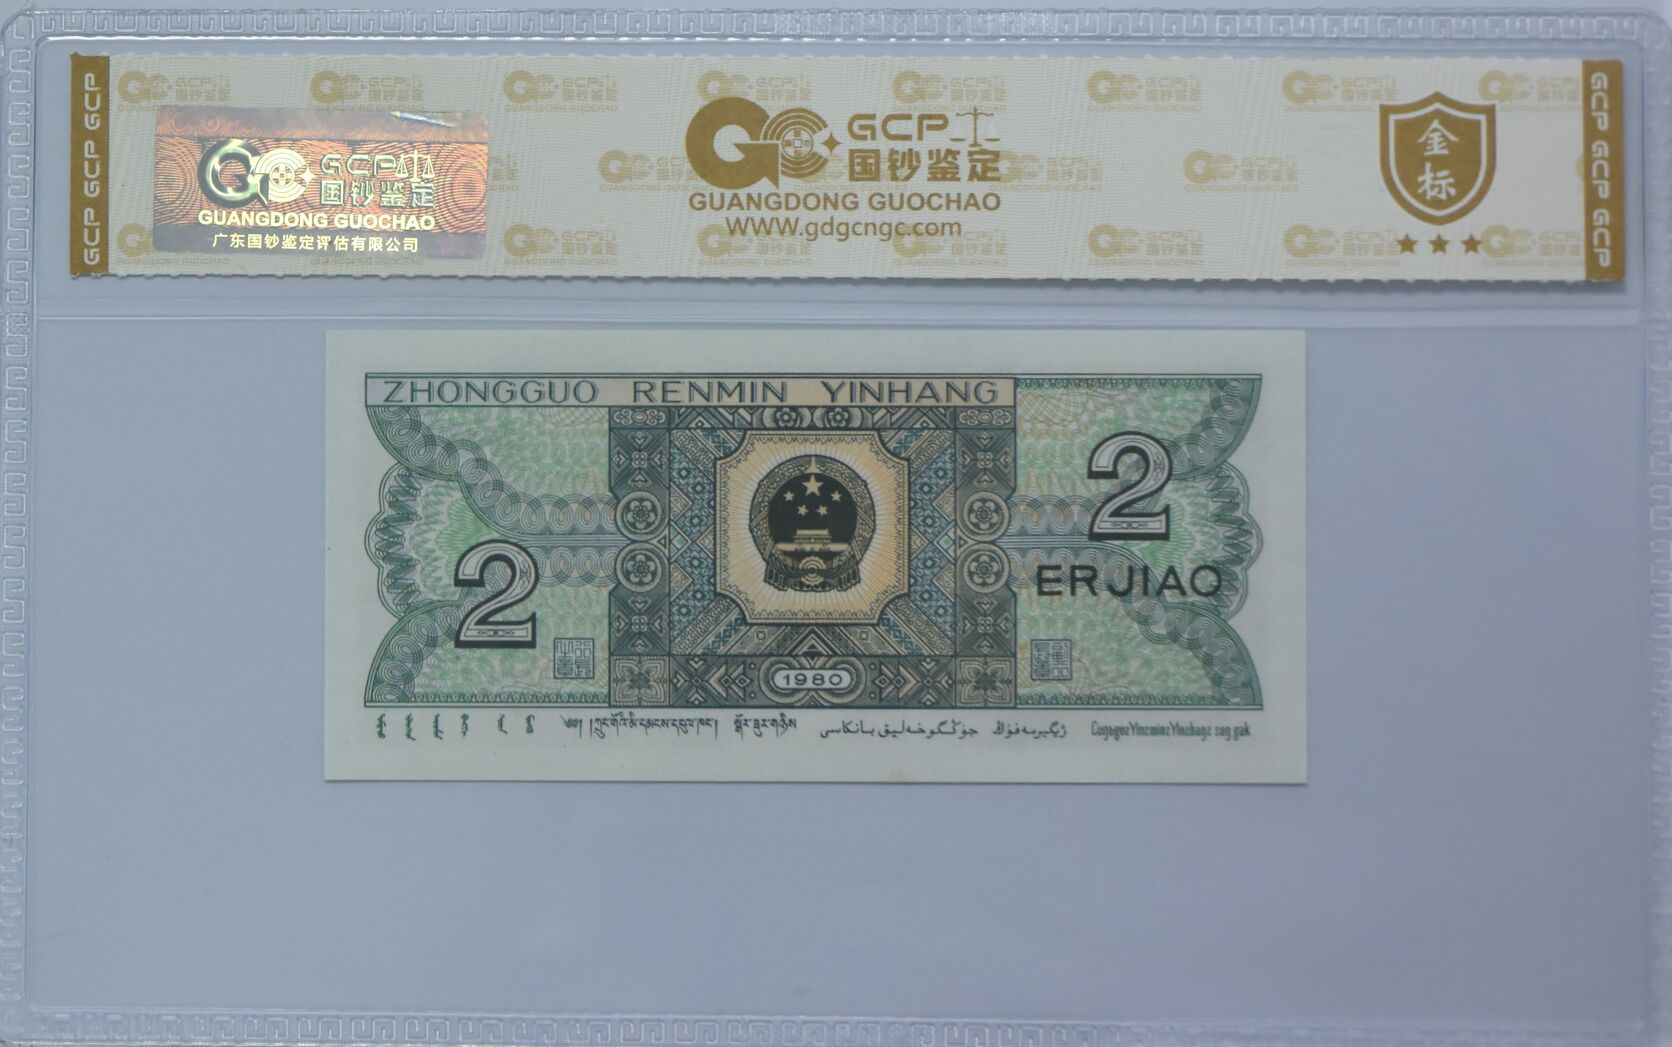 GCP GCP GCP
GCP
国钞鉴定
GUANGDONG GUOCHAO
广东国钞鉴定评估有限公司
GCP
国钞鉴定
GUANGDONG GUOCHAO
WWW.gdgcngc.com
金标
GCP GCP GCP
ZHONGGUO RENMIN YINHANG
2
2
ERJIAO
1980